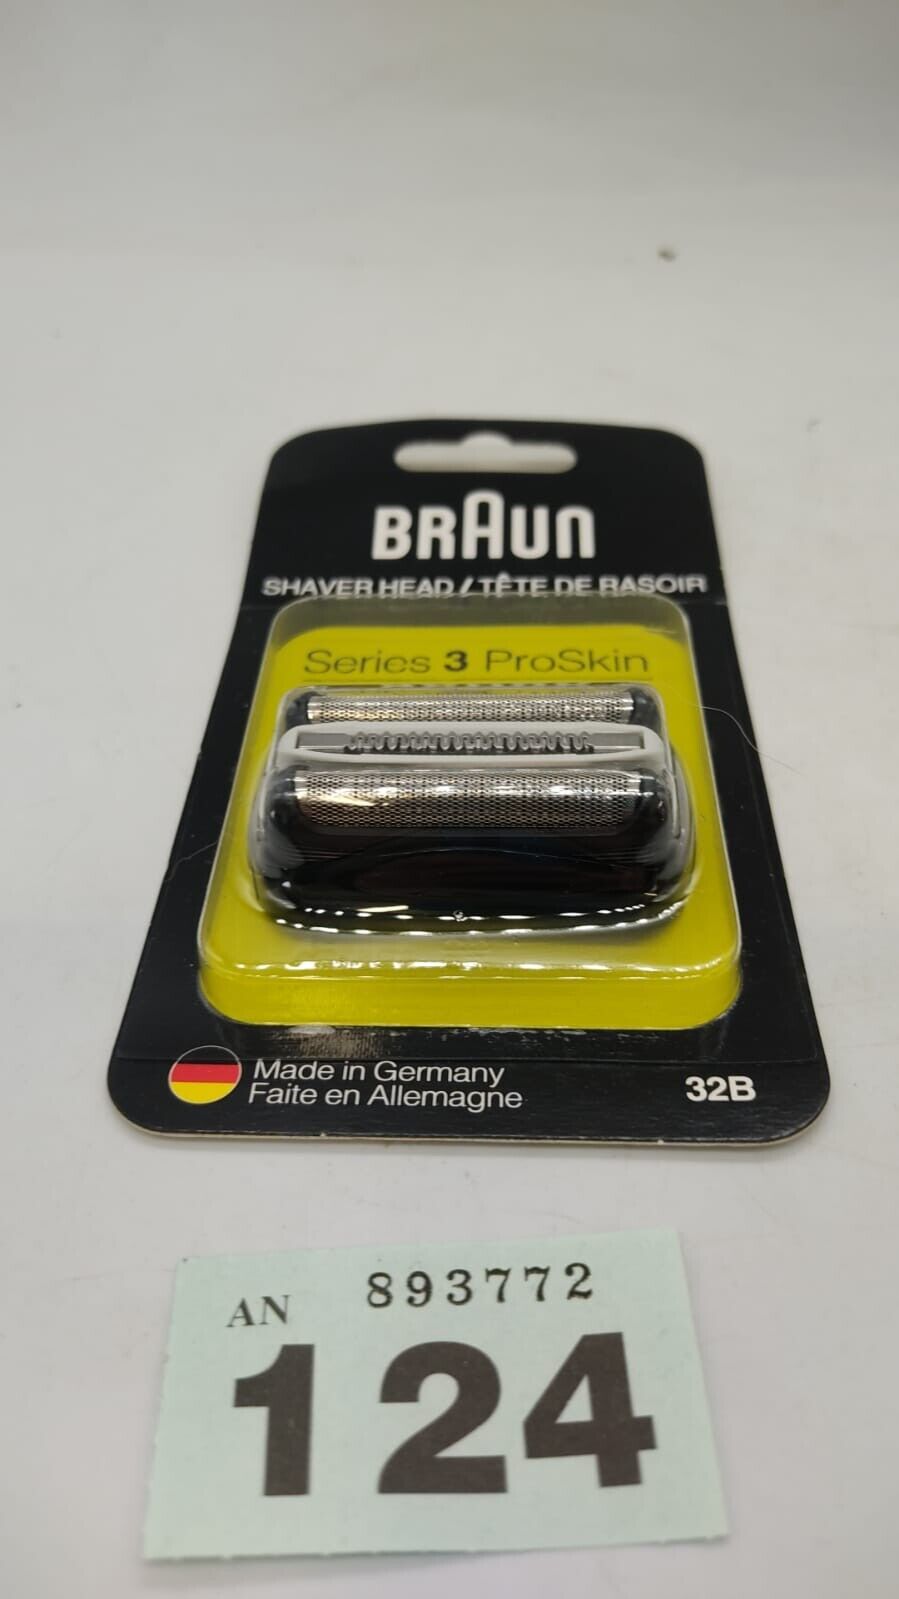 BRAUN
SHAVER HEAD / TÊTE DE RASOIR
Series 3 ProSkin
Made in Germany
Faite en Allemagne
32B
AN 893772
124